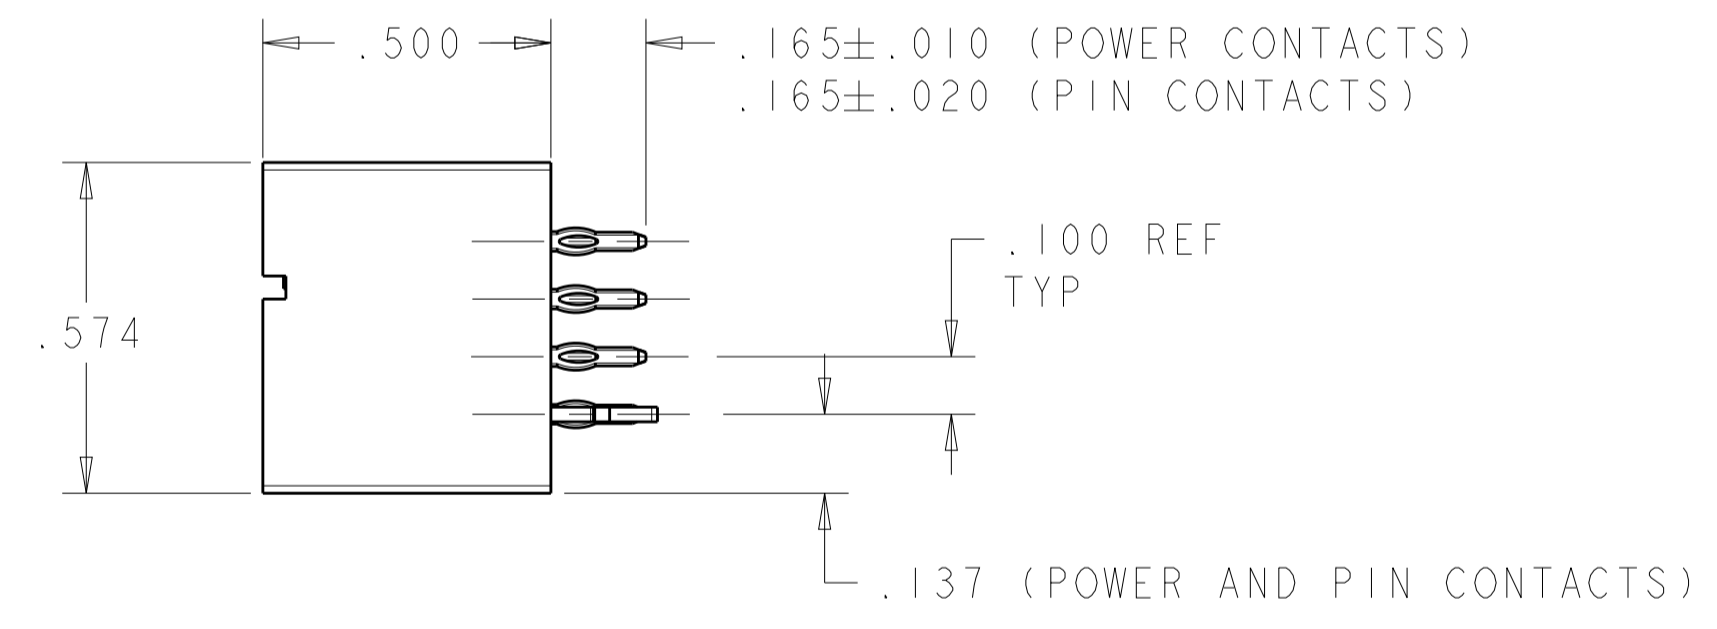 .500
.165±.010 (POWER CONTACTS)
.165±.020 (PIN CONTACTS)
.100 REF
TYP
.574
.137 (POWER AND PIN CONTACTS)